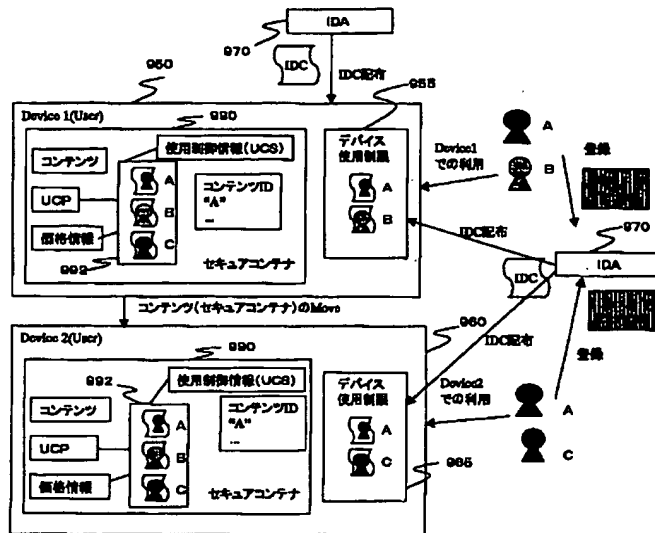 IDA
970
IDC
IDC配布
950
955
Device 1(User)
990
使用制御情報(UCS)
コンテンツ
UCP
価格情報
A
B
C
コンテンツID
"A"
...
セキュアコンテナ
992
デバイス
使用制限
A
B
Device1
での利用
A
B
登録
970
IDA
IDC配布
IDC
コンテンツ(セキュアコンテナ)のMove
Device 2(User)
990
960
992
使用制御情報(UCS)
コンテンツ
UCP
価格情報
A
B
C
コンテンツID
"A"
...
セキュアコンテナ
デバイス
使用制限
A
C
965
IDC配布
Device2
での利用
登録
A
C